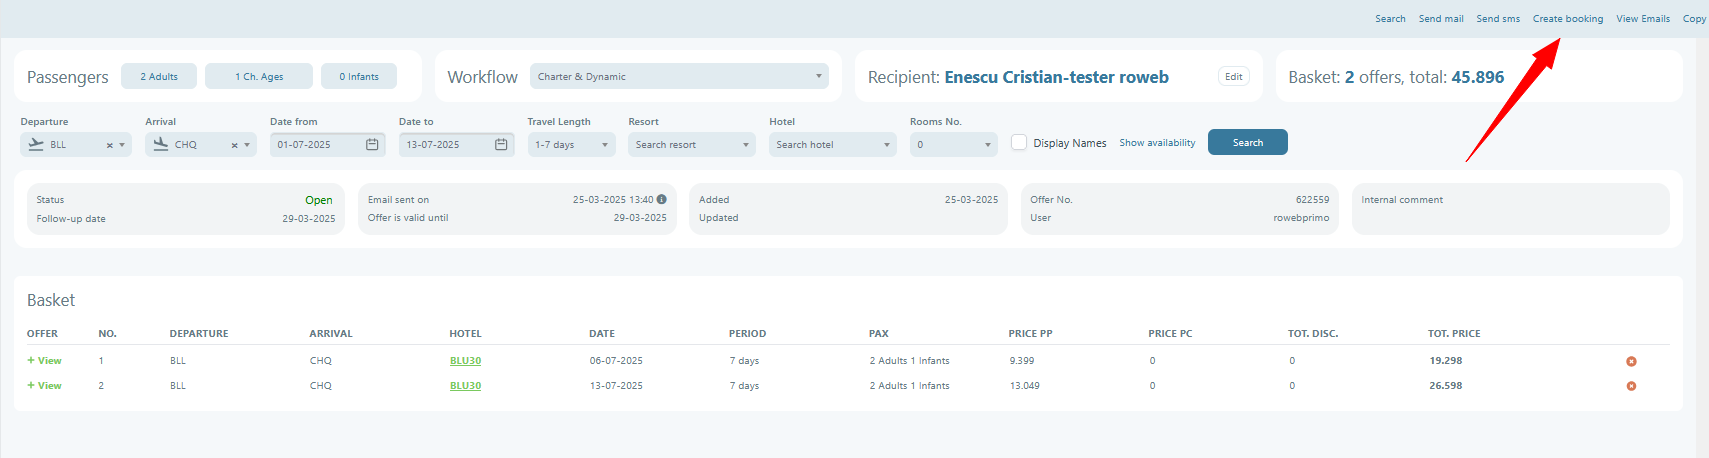 Search Send mail Send sms Create booking View Emails Copy
Passengers 2 Adults 1 Ch. Ages 0 Infants Workflow Charter & Dynamic Recipient: Enescu Cristian-tester roweb Edit Basket: 2 offers, total: 45.896
Departure Arrival Date from Date to Travel Length Resort Hotel Rooms No.
BLL CHQ 01-07-2025 13-07-2025 1-7 days Search resort Search hotel 0 Display Names Show availability Search
Status Open Email sent on 25-03-2025 13:40 Added 25-03-2025 Offer No. 622559 Internal comment
Follow-up date 29-03-2025 Offer is valid until 29-03-2025 Updated User rowebprimo
Basket
OFFER NO. DEPARTURE ARRIVAL HOTEL DATE PERIOD PAX PRICE PP PRICE PC TOT. DISC. TOT. PRICE
+ View 1 BLL CHQ BLU30 06-07-2025 7 days 2 Adults 1 Infants 9.399 0 0 19.298
+ View 2 BLL CHQ BLU30 13-07-2025 7 days 2 Adults 1 Infants 13.049 0 0 26.598